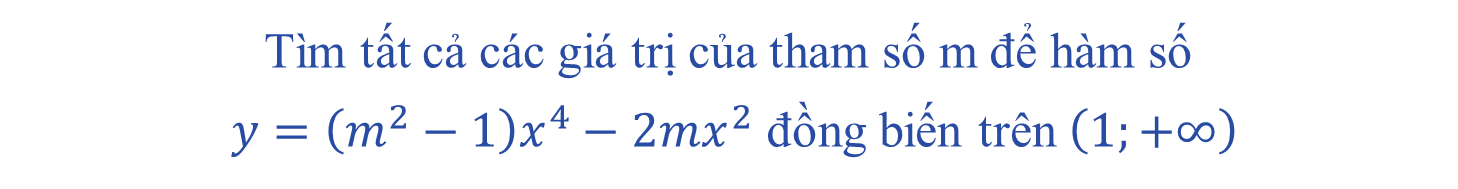 Tìm tất cả các giá trị của tham số m để hàm số
y = (m² − 1)x⁴ − 2mx² đồng biến trên (1; +∞)